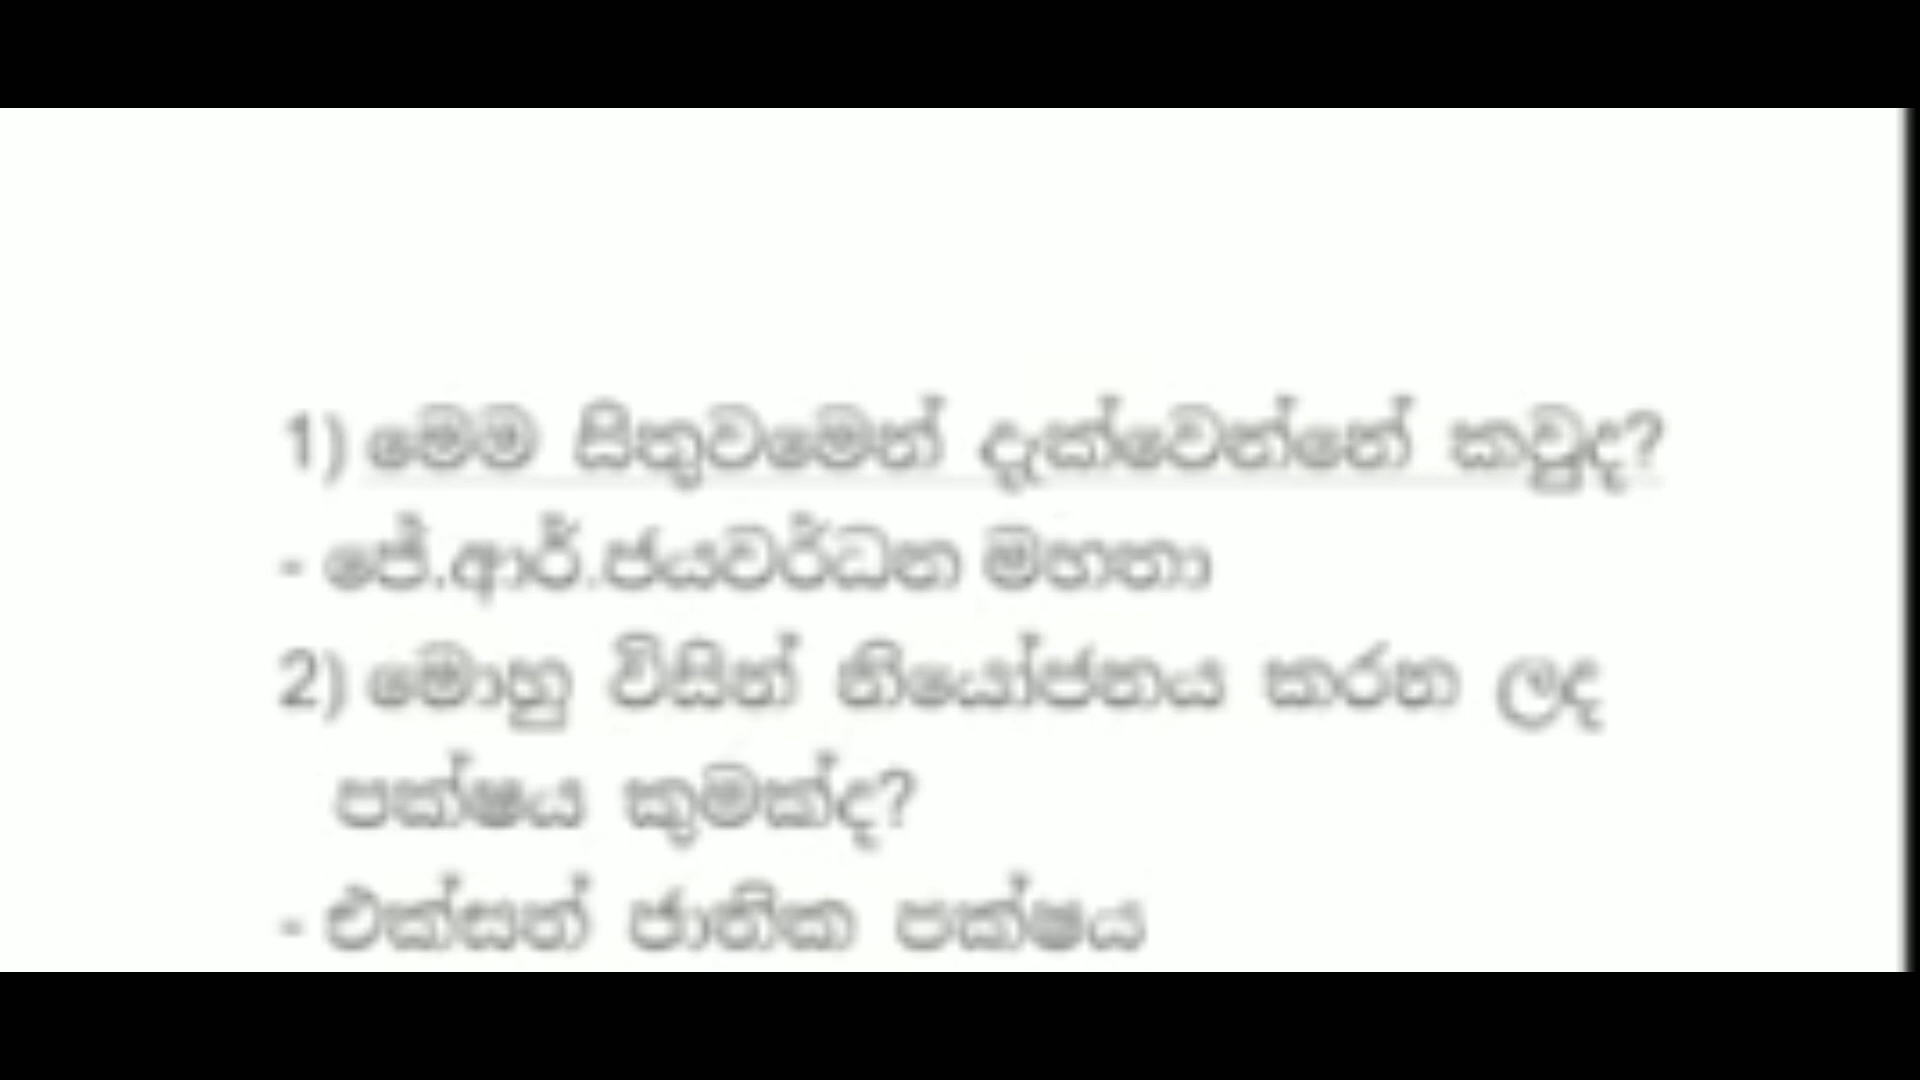 1) මෙම සිතුවමෙන් දැක්වෙන්නේ කවුද?
- ජේ.ආර්.ජයවර්ධන මහතා
2) මොහු විසින් නියෝජනය කරන ලද
පක්ෂය කුමක්ද?
- එක්සත් ජාතික පක්ෂය